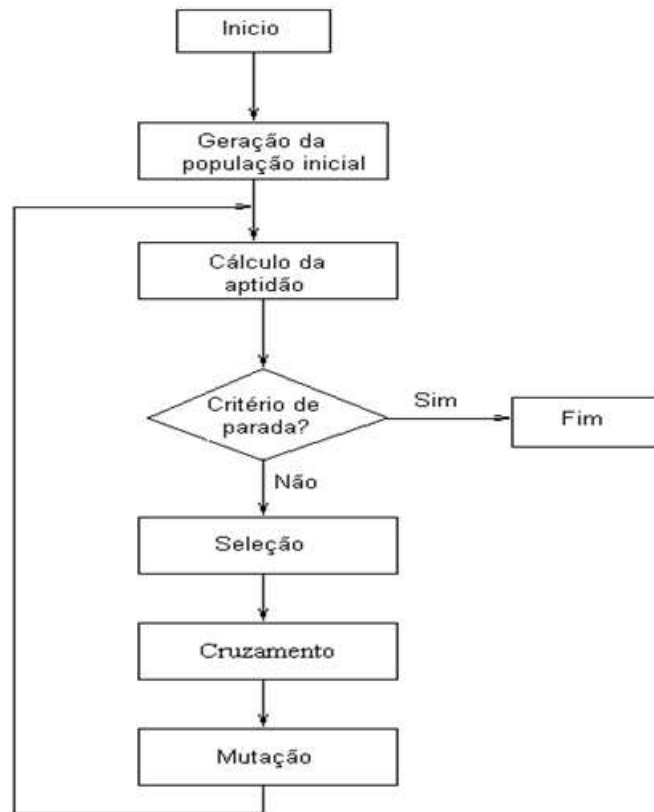 Inicio
Geração da
população inicial
Cálculo da
aptidão
Critério de
parada?
Sim
Fim
Não
Seleção
Cruzamento
Mutação